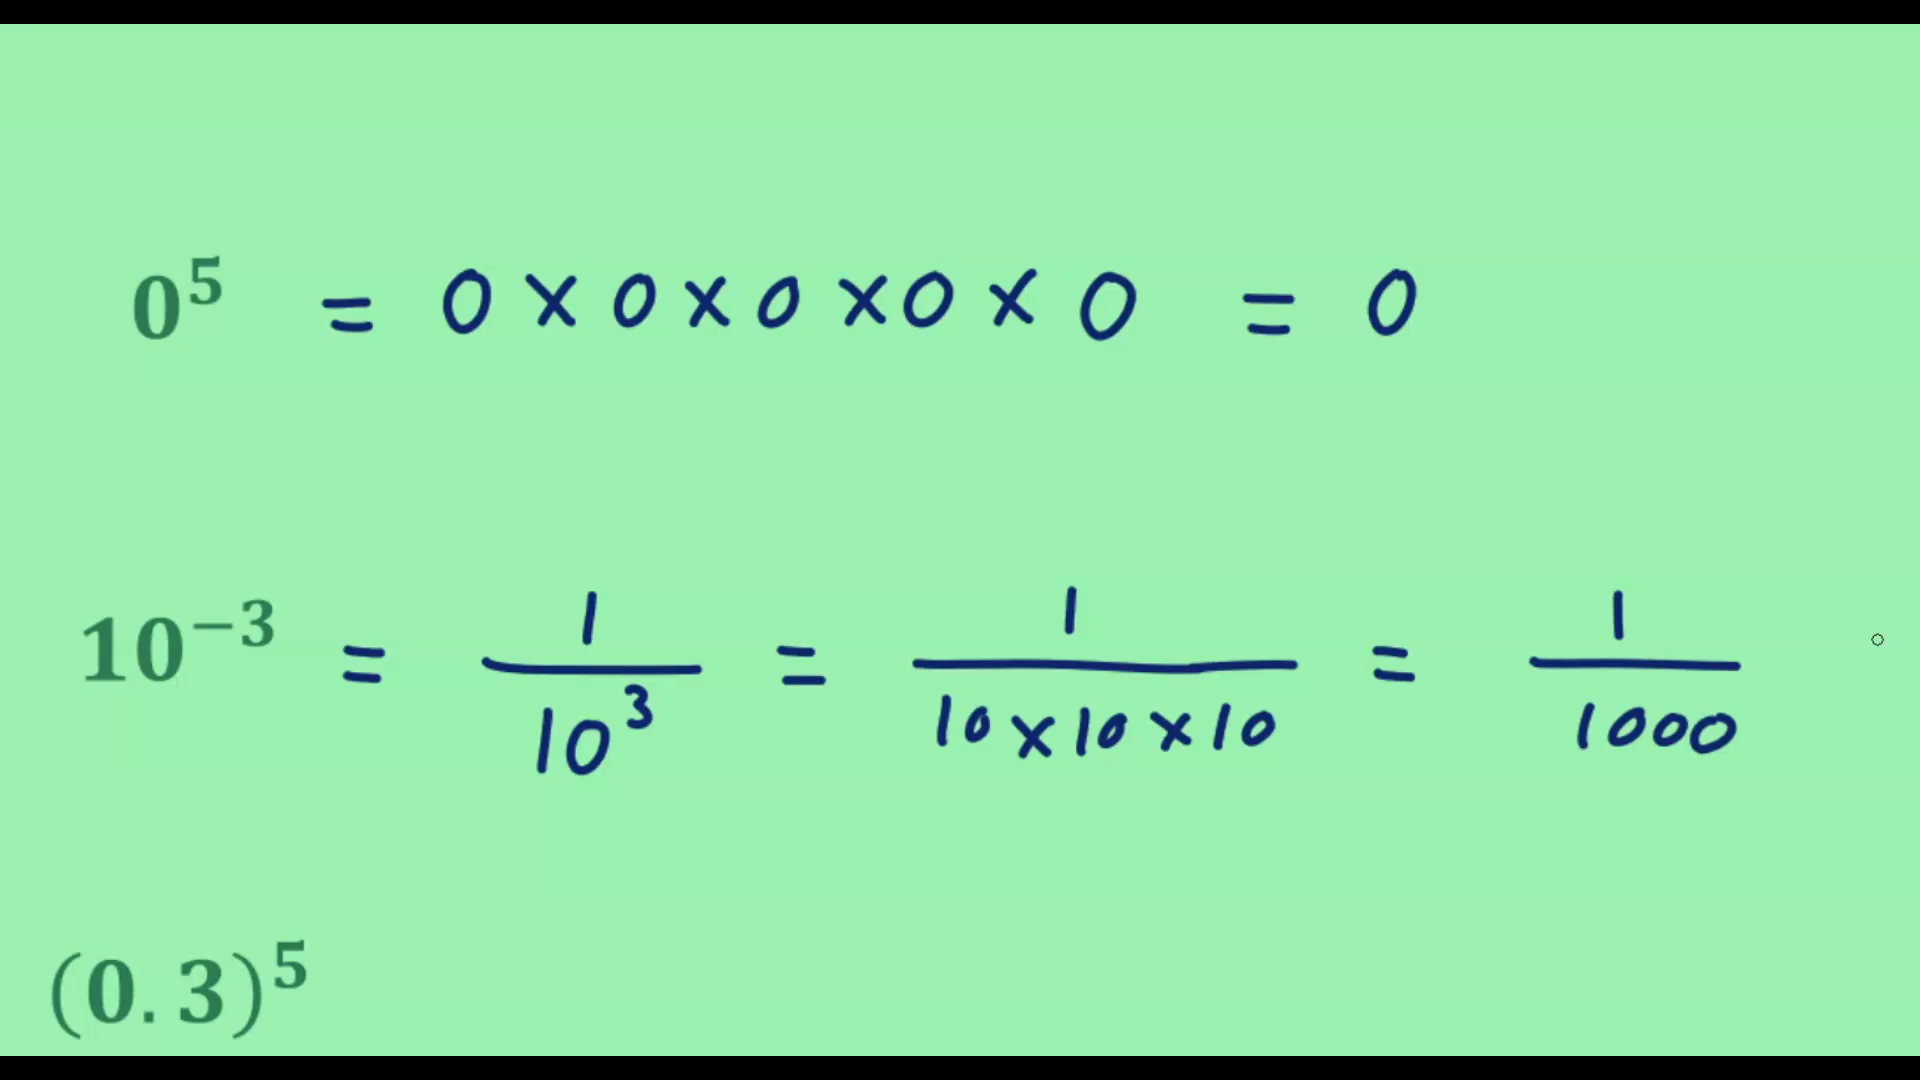 0⁵ = 0 × 0 × 0 × 0 × 0 = 0
10⁻³ = 1/10³ = 1/10×10×10 = 1/1000
(0.3)⁵